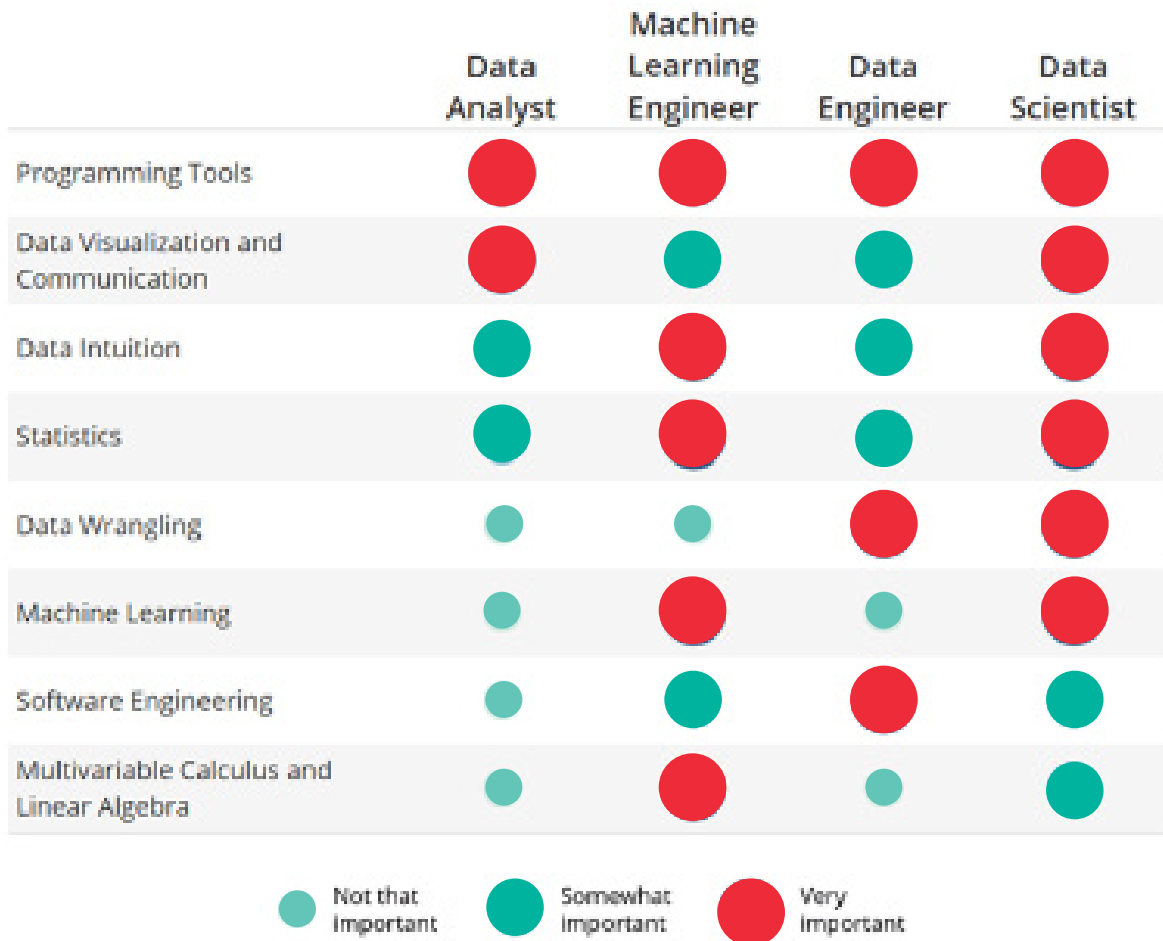 Data Analyst
Machine Learning Engineer
Data Engineer
Data Scientist
Programming Tools
Data Visualization and
Communication
Data Intuition
Statistics
Data Wrangling
Machine Learning
Software Engineering
Multivariable Calculus and
Linear Algebra
Not that
important
Somewhat
important
Very
important